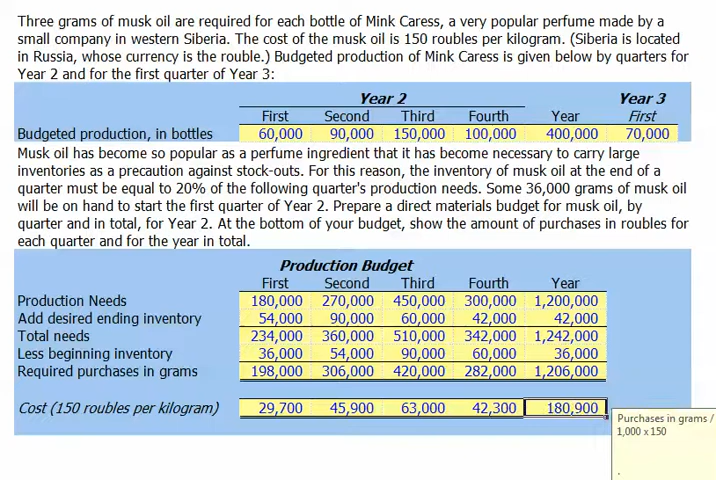 Three grams of musk oil are required for each bottle of Mink Caress, a very popular perfume made by a
small company in western Siberia. The cost of the musk oil is 150 roubles per kilogram. (Siberia is located
in Russia, whose currency is the rouble.) Budgeted production of Mink Caress is given below by quarters for
Year 2 and for the first quarter of Year 3:
Year 2 Year 3
First Second Third Fourth Year First
Budgeted production, in bottles 60,000 90,000 150,000 100,000 400,000 70,000
Musk oil has become so popular as a perfume ingredient that it has become necessary to carry large
inventories as a precaution against stock-outs. For this reason, the inventory of musk oil at the end of a
quarter must be equal to 20% of the following quarter's production needs. Some 36,000 grams of musk oil
will be on hand to start the first quarter of Year 2. Prepare a direct materials budget for musk oil, by
quarter and in total, for Year 2. At the bottom of your budget, show the amount of purchases in roubles for
each quarter and for the year in total.
Production Budget
First Second Third Fourth Year
Production Needs 180,000 270,000 450,000 300,000 1,200,000
Add desired ending inventory 54,000 90,000 60,000 42,000 42,000
Total needs 234,000 360,000 510,000 342,000 1,242,000
Less beginning inventory 36,000 54,000 90,000 60,000 36,000
Required purchases in grams 198,000 306,000 420,000 282,000 1,206,000
Cost (150 roubles per kilogram) 29,700 45,900 63,000 42,300 180,900
Purchases in grams /
1,000 x 150
.